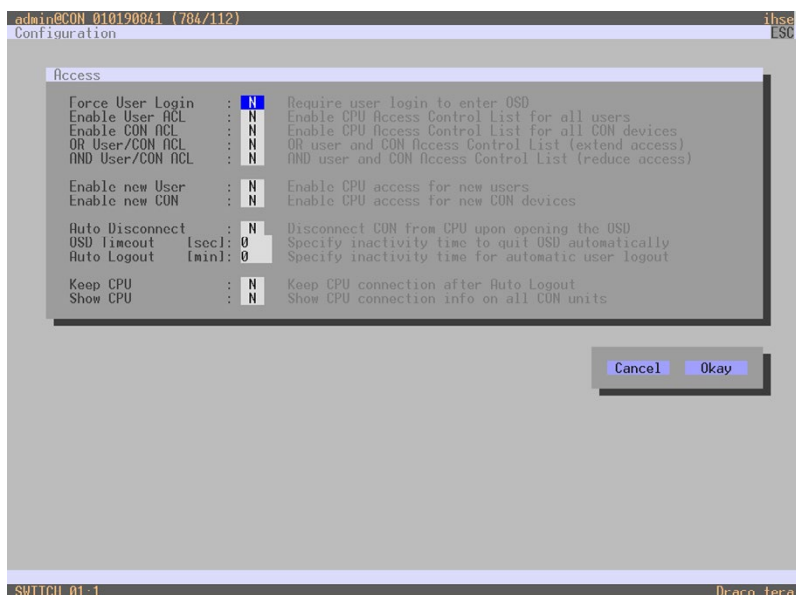 admin@CON 010190841 (784/112) ihse
Configuration ESC
Access
Force User Login : N Require user login to enter OSD
Enable User ACL : N Enable CPU Access Control List for all users
Enable CON ACL : N Enable CPU Access Control List for all CON devices
OR User/CON ACL : N OR user and CON Access Control List (extend access)
AND User/CON ACL : N AND user and CON Access Control List (reduce access)
Enable new User : N Enable CPU access for new users
Enable new CON : N Enable CPU access for new CON devices
Auto Disconnect : N Disconnect CON from CPU upon opening the OSD
OSD Timeout [sec]: 0 Specify inactivity time to quit OSD automatically
Auto Logout [min]: 0 Specify inactivity time for automatic user logout
Keep CPU : N Keep CPU connection after Auto Logout
Show CPU : N Show CPU connection info on all CON units
Cancel Okay
SWITCH 01:1 Draco tera